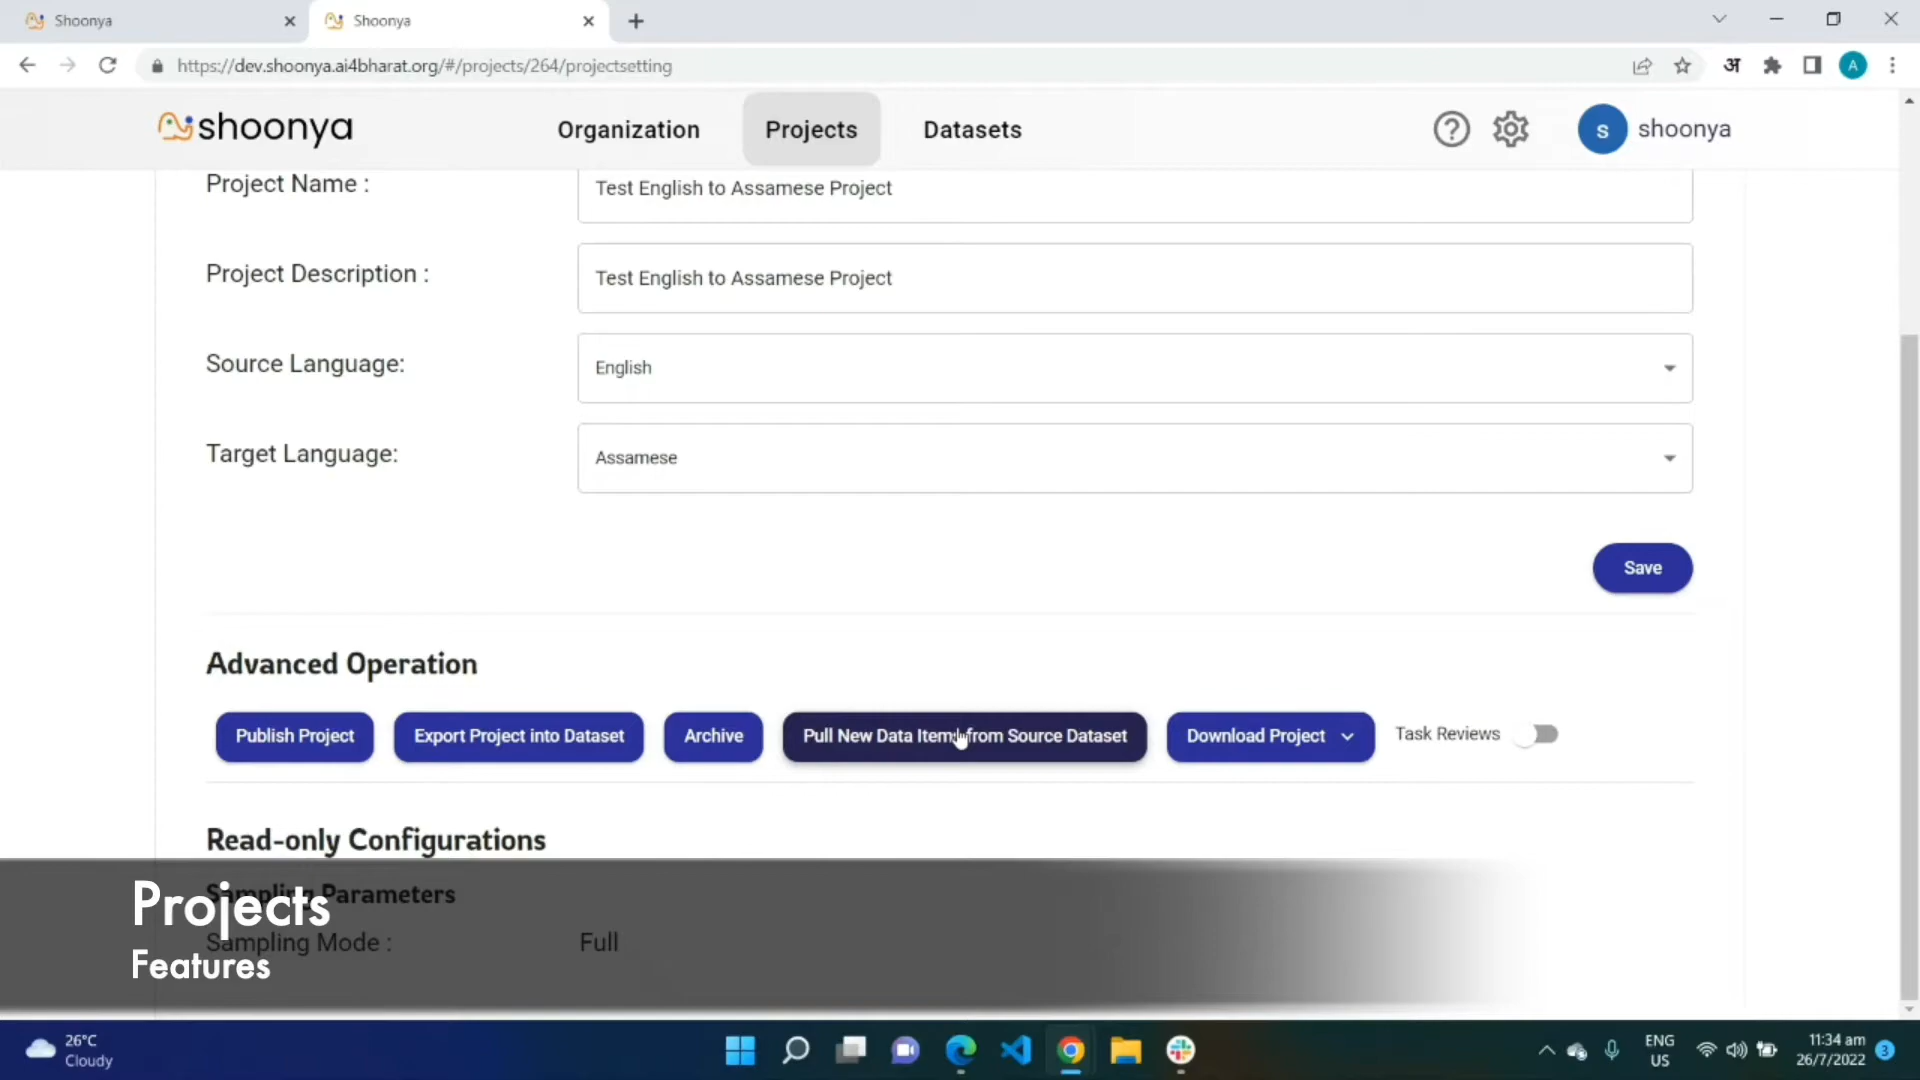 Shoonya
Shoonya
https://dev.shoonya.ai4bharat.org/#/projects/264/projectsetting
अ
A
shoonya
Organization
Projects
Datasets
s
shoonya
Project Name :
Test English to Assamese Project
Project Description :
Test English to Assamese Project
Source Language:
English
Target Language:
Assamese
Save
Advanced Operation
Publish Project
Export Project into Dataset
Archive
Pull New Data Items from Source Dataset
Download Project
Task Reviews
Read-only Configurations
Sampling Parameters
Sampling Mode :
Full
Projects
Features
26°C
Cloudy
ENG
US
11:34 am
26/7/2022
3